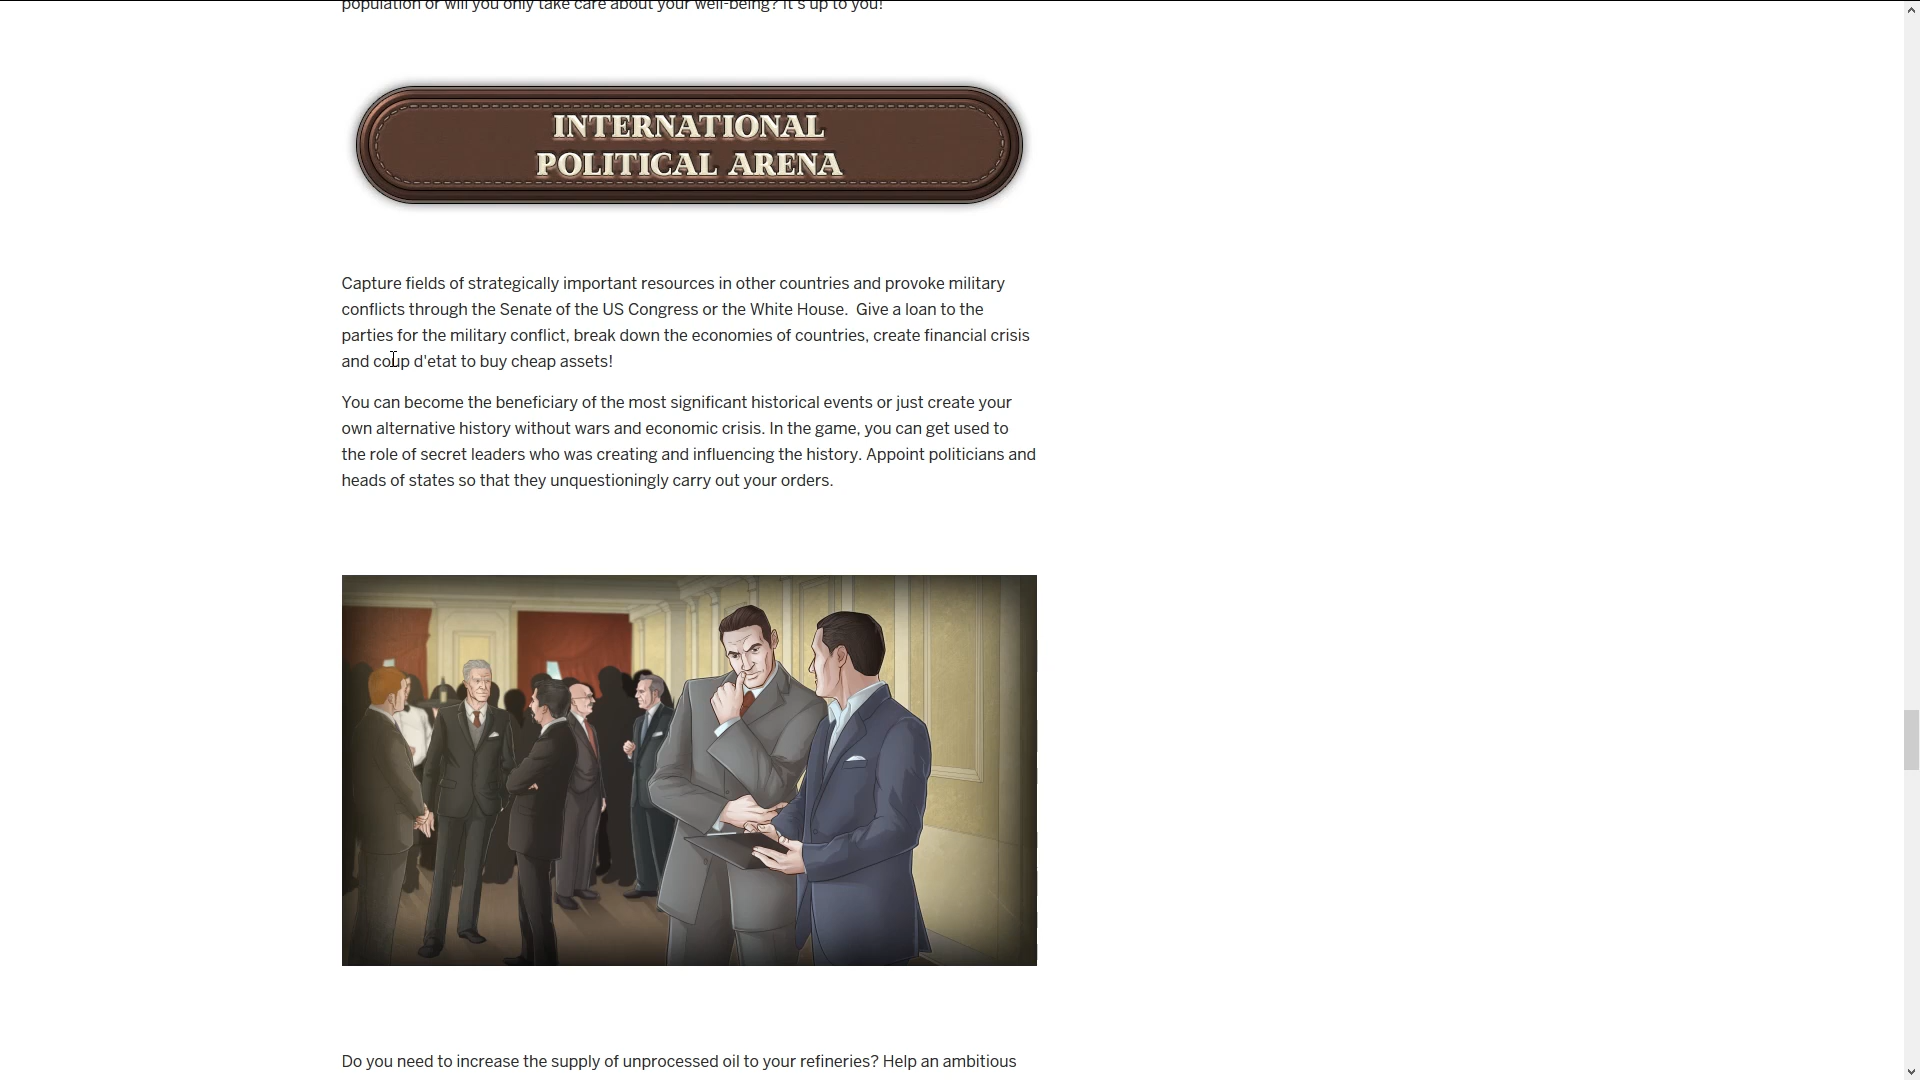 population or will you only take care about your well-being? It's up to you!
INTERNATIONAL
POLITICAL ARENA
Capture fields of strategically important resources in other countries and provoke military
conflicts through the Senate of the US Congress or the White House.  Give a loan to the
parties for the military conflict, break down the economies of countries, create financial crisis
and coup d'etat to buy cheap assets!
You can become the beneficiary of the most significant historical events or just create your
own alternative history without wars and economic crisis. In the game, you can get used to
the role of secret leaders who was creating and influencing the history. Appoint politicians and
heads of states so that they unquestioningly carry out your orders.
Do you need to increase the supply of unprocessed oil to your refineries? Help an ambitious